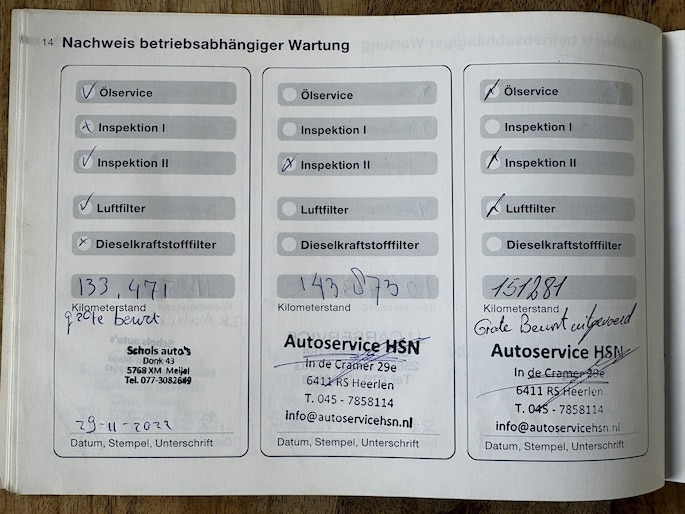 14 Nachweis betriebsabhängiger Wartung
Ölservice
Inspektion I
Inspektion II
Luftfilter
Dieselkraftstofffilter
133.471
Kilometerstand
grote beurt
Schols auto's
Donk 43
5768 XM Meijel
Tel. 077-3082649
29-11-2022
Datum, Stempel, Unterschrift
Ölservice
Inspektion I
Inspektion II
Luftfilter
Dieselkraftstofffilter
143.873
Kilometerstand
Autoservice HSN
In de Cramer 29e
6411 RS Heerlen
T. 045 - 7858114
info@autoservicehsn.nl
Datum, Stempel, Unterschrift
Ölservice
Inspektion I
Inspektion II
Luftfilter
Dieselkraftstofffilter
151281
Kilometerstand
Grote Beurt uitgevoerd
Autoservice HSN
In de Cramer 29e
6411 RS Heerlen
T. 045 - 7858114
info@autoservicehsn.nl
Datum, Stempel, Unterschrift